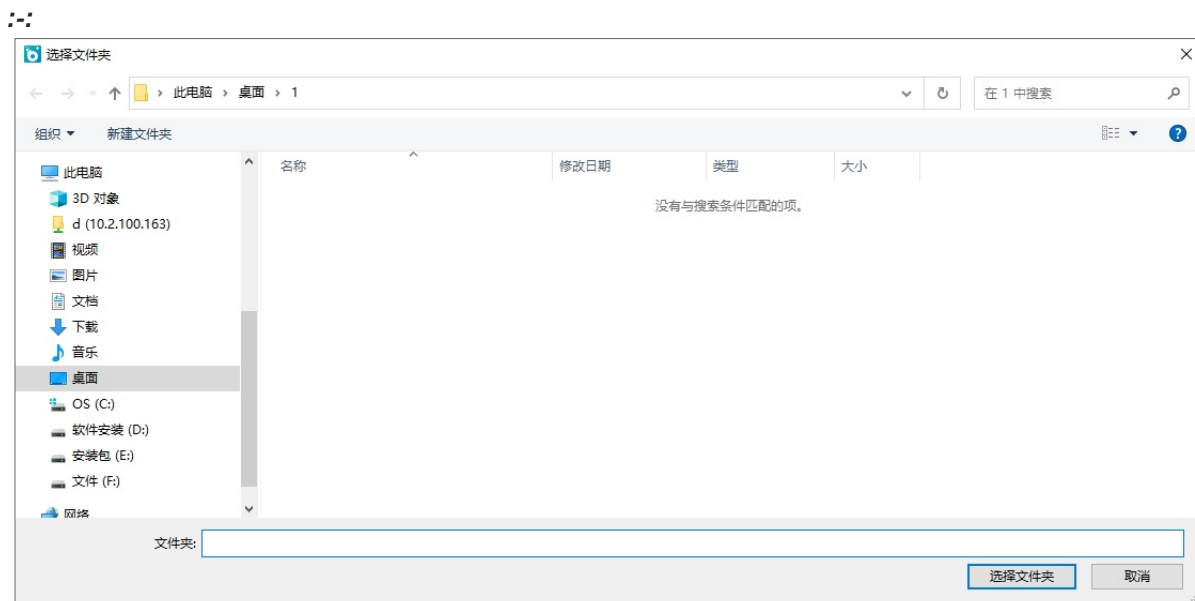 :-:
选择文件夹
此电脑 › 桌面 › 1
在 1 中搜索
组织 新建文件夹
名称 修改日期 类型 大小
没有与搜索条件匹配的项。
此电脑
3D 对象
d (10.2.100.163)
视频
图片
文档
下载
音乐
桌面
OS (C:)
软件安装 (D:)
安装包 (E:)
文件 (F:)
网络
文件夹:
选择文件夹 取消